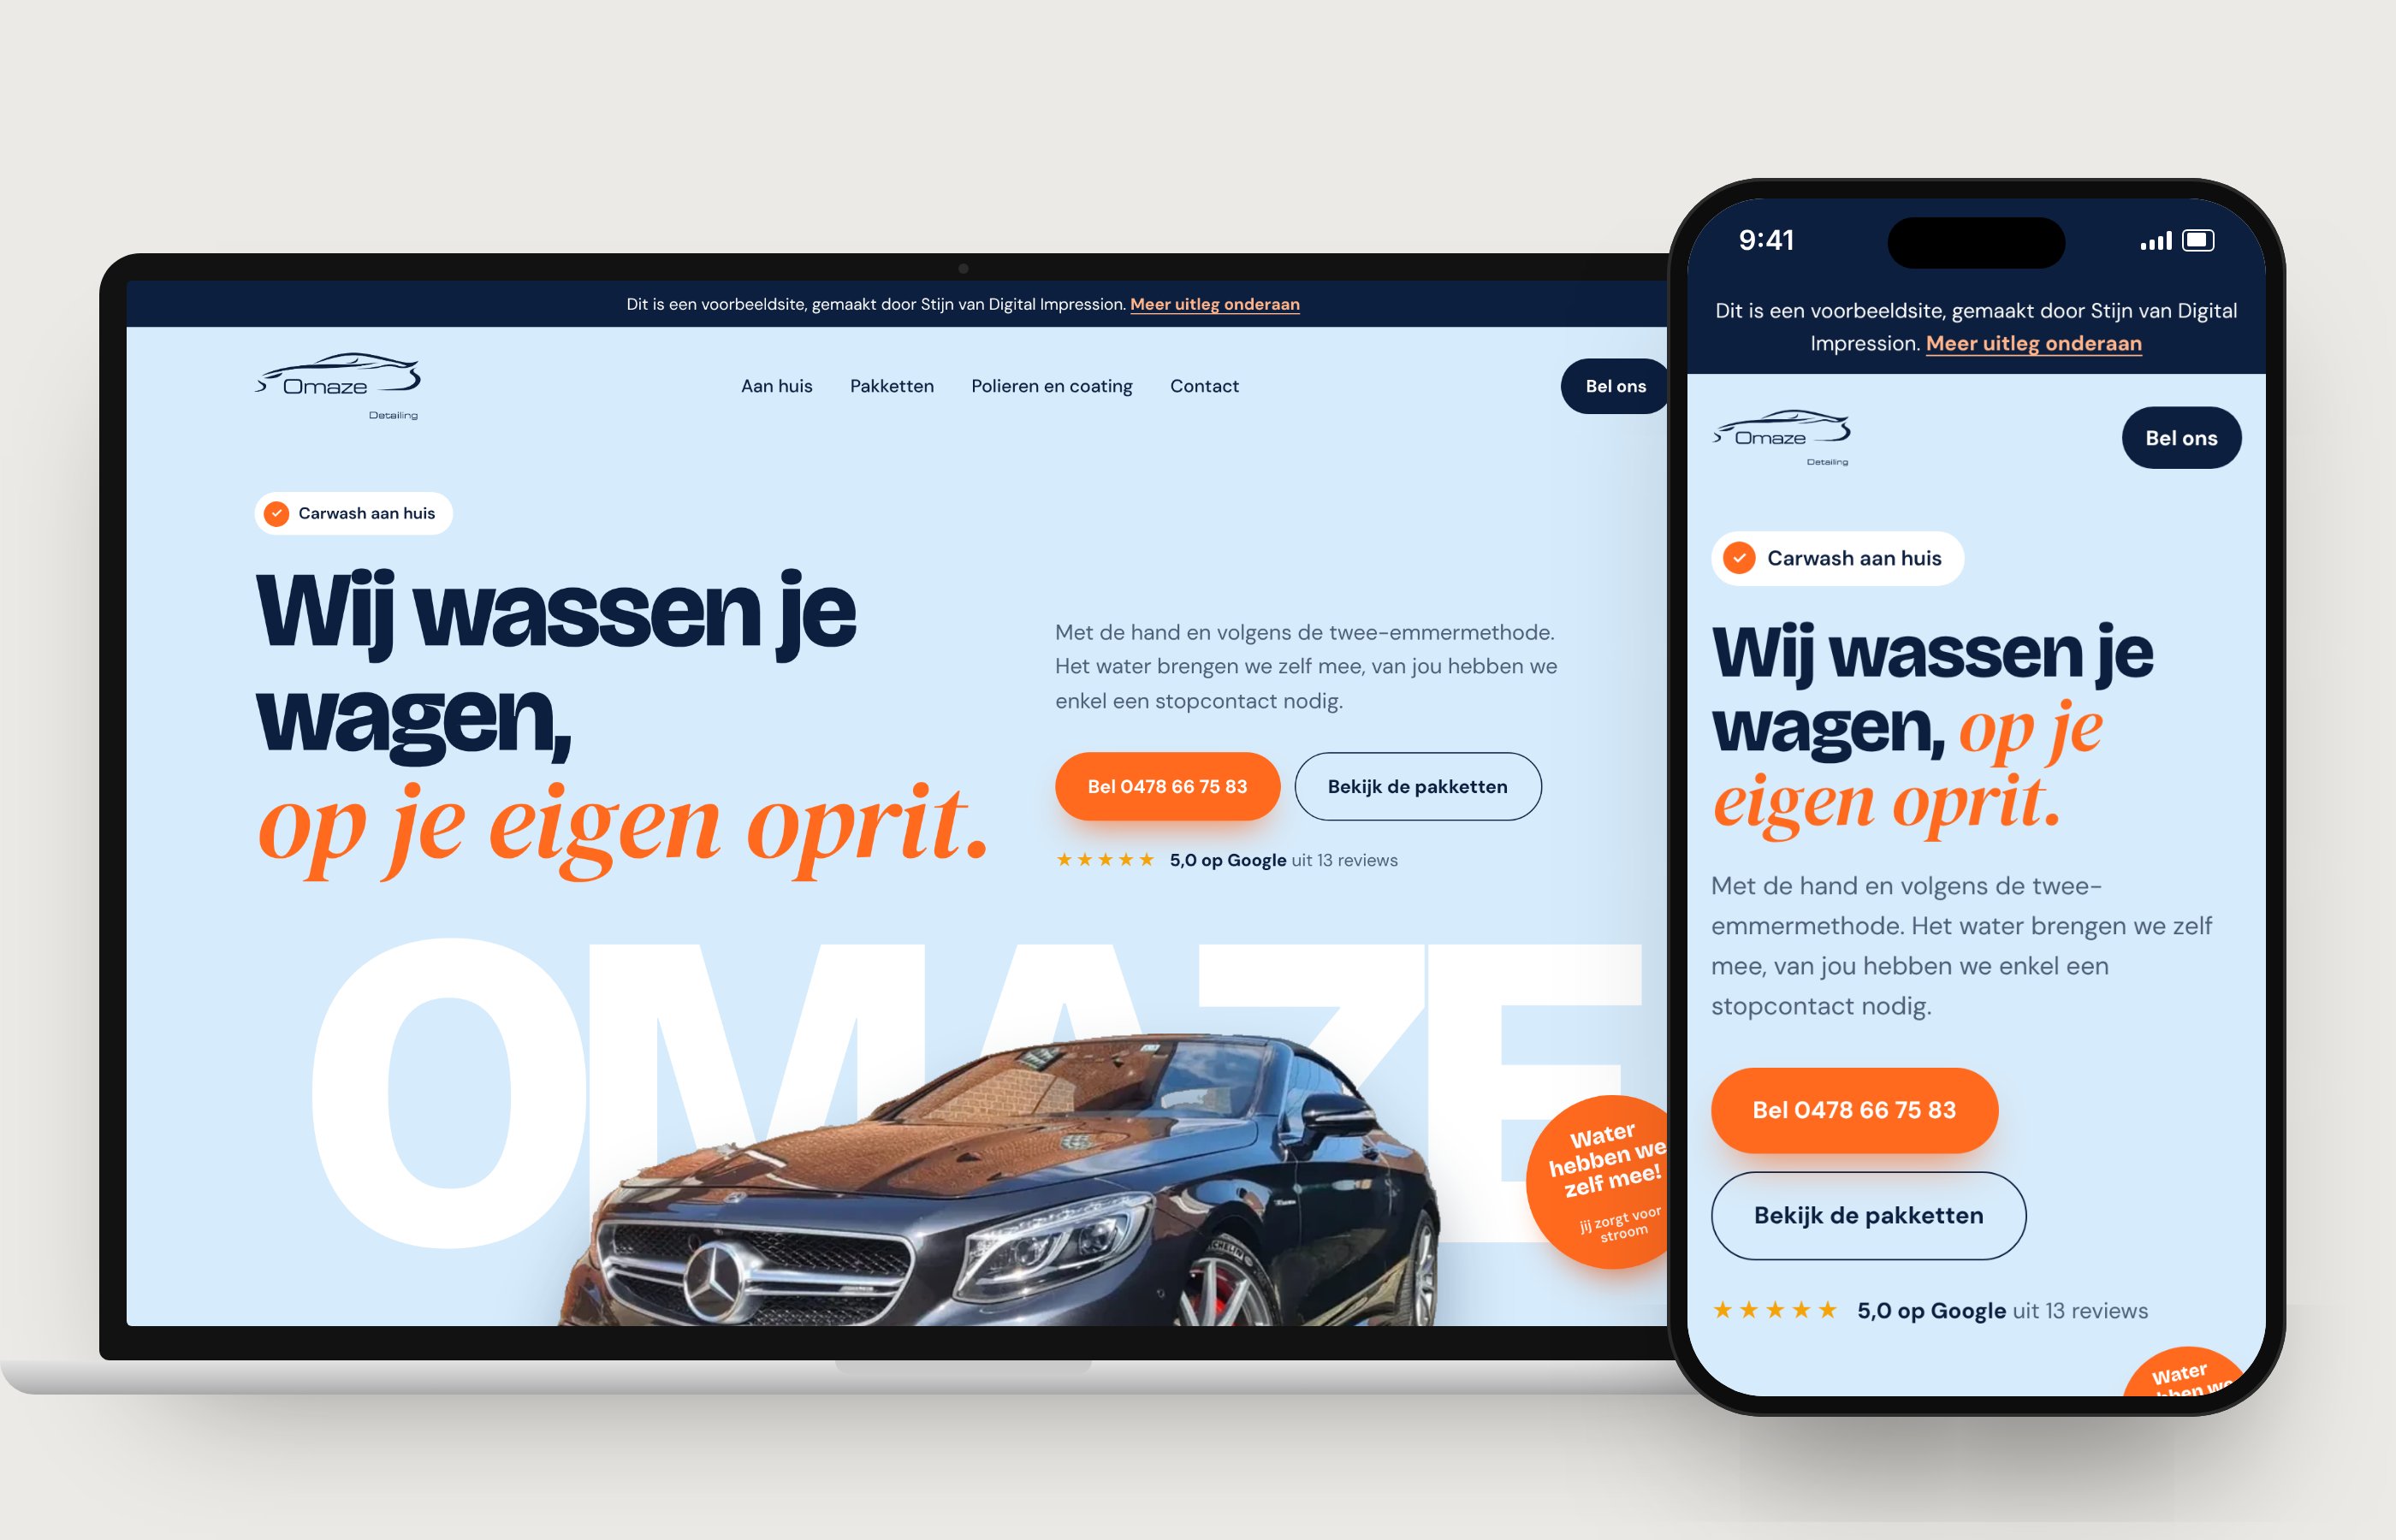 Dit is een voorbeeldsite, gemaakt door Stijn van Digital Impression. Meer uitleg onderaan
Omaze
Detailing
Aan huis
Pakketten
Polieren en coating
Contact
Bel ons
Carwash aan huis
Wij wassen je
wagen,
op je eigen oprit.
Met de hand en volgens de twee-emmermethode.
Het water brengen we zelf mee, van jou hebben we
enkel een stopcontact nodig.
Bel 0478 66 75 83
Bekijk de pakketten
★★★★★ 5,0 op Google uit 13 reviews
OMAZE
Water
hebben we
zelf mee!
jij zorgt voor
stroom
9:41
Dit is een voorbeeldsite, gemaakt door Stijn van Digital
Impression. Meer uitleg onderaan
Omaze
Detailing
Bel ons
Carwash aan huis
Wij wassen je
wagen, op je
eigen oprit.
Met de hand en volgens de twee-
emmermethode. Het water brengen we zelf
mee, van jou hebben we enkel een
stopcontact nodig.
Bel 0478 66 75 83
Bekijk de pakketten
★★★★★ 5,0 op Google uit 13 reviews
Water